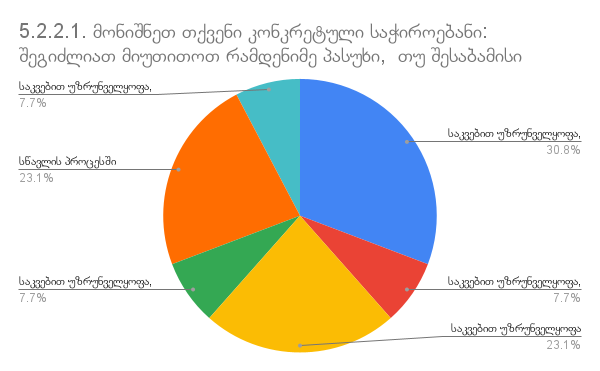 5.2.2.1. მონიშნეთ თქვენი კონკრეტული საჭიროებანი:
შეგიძლიათ მიუთითოთ რამდენიმე პასუხი, თუ შესაბამისი
საკვებით უზრუნველყოფა,
7.7%
საკვებით უზრუნველყოფა,
30.8%
სწავლის პროცესში
23.1%
საკვებით უზრუნველყოფა,
7.7%
საკვებით უზრუნველყოფა,
7.7%
საკვებით უზრუნველყოფა
23.1%